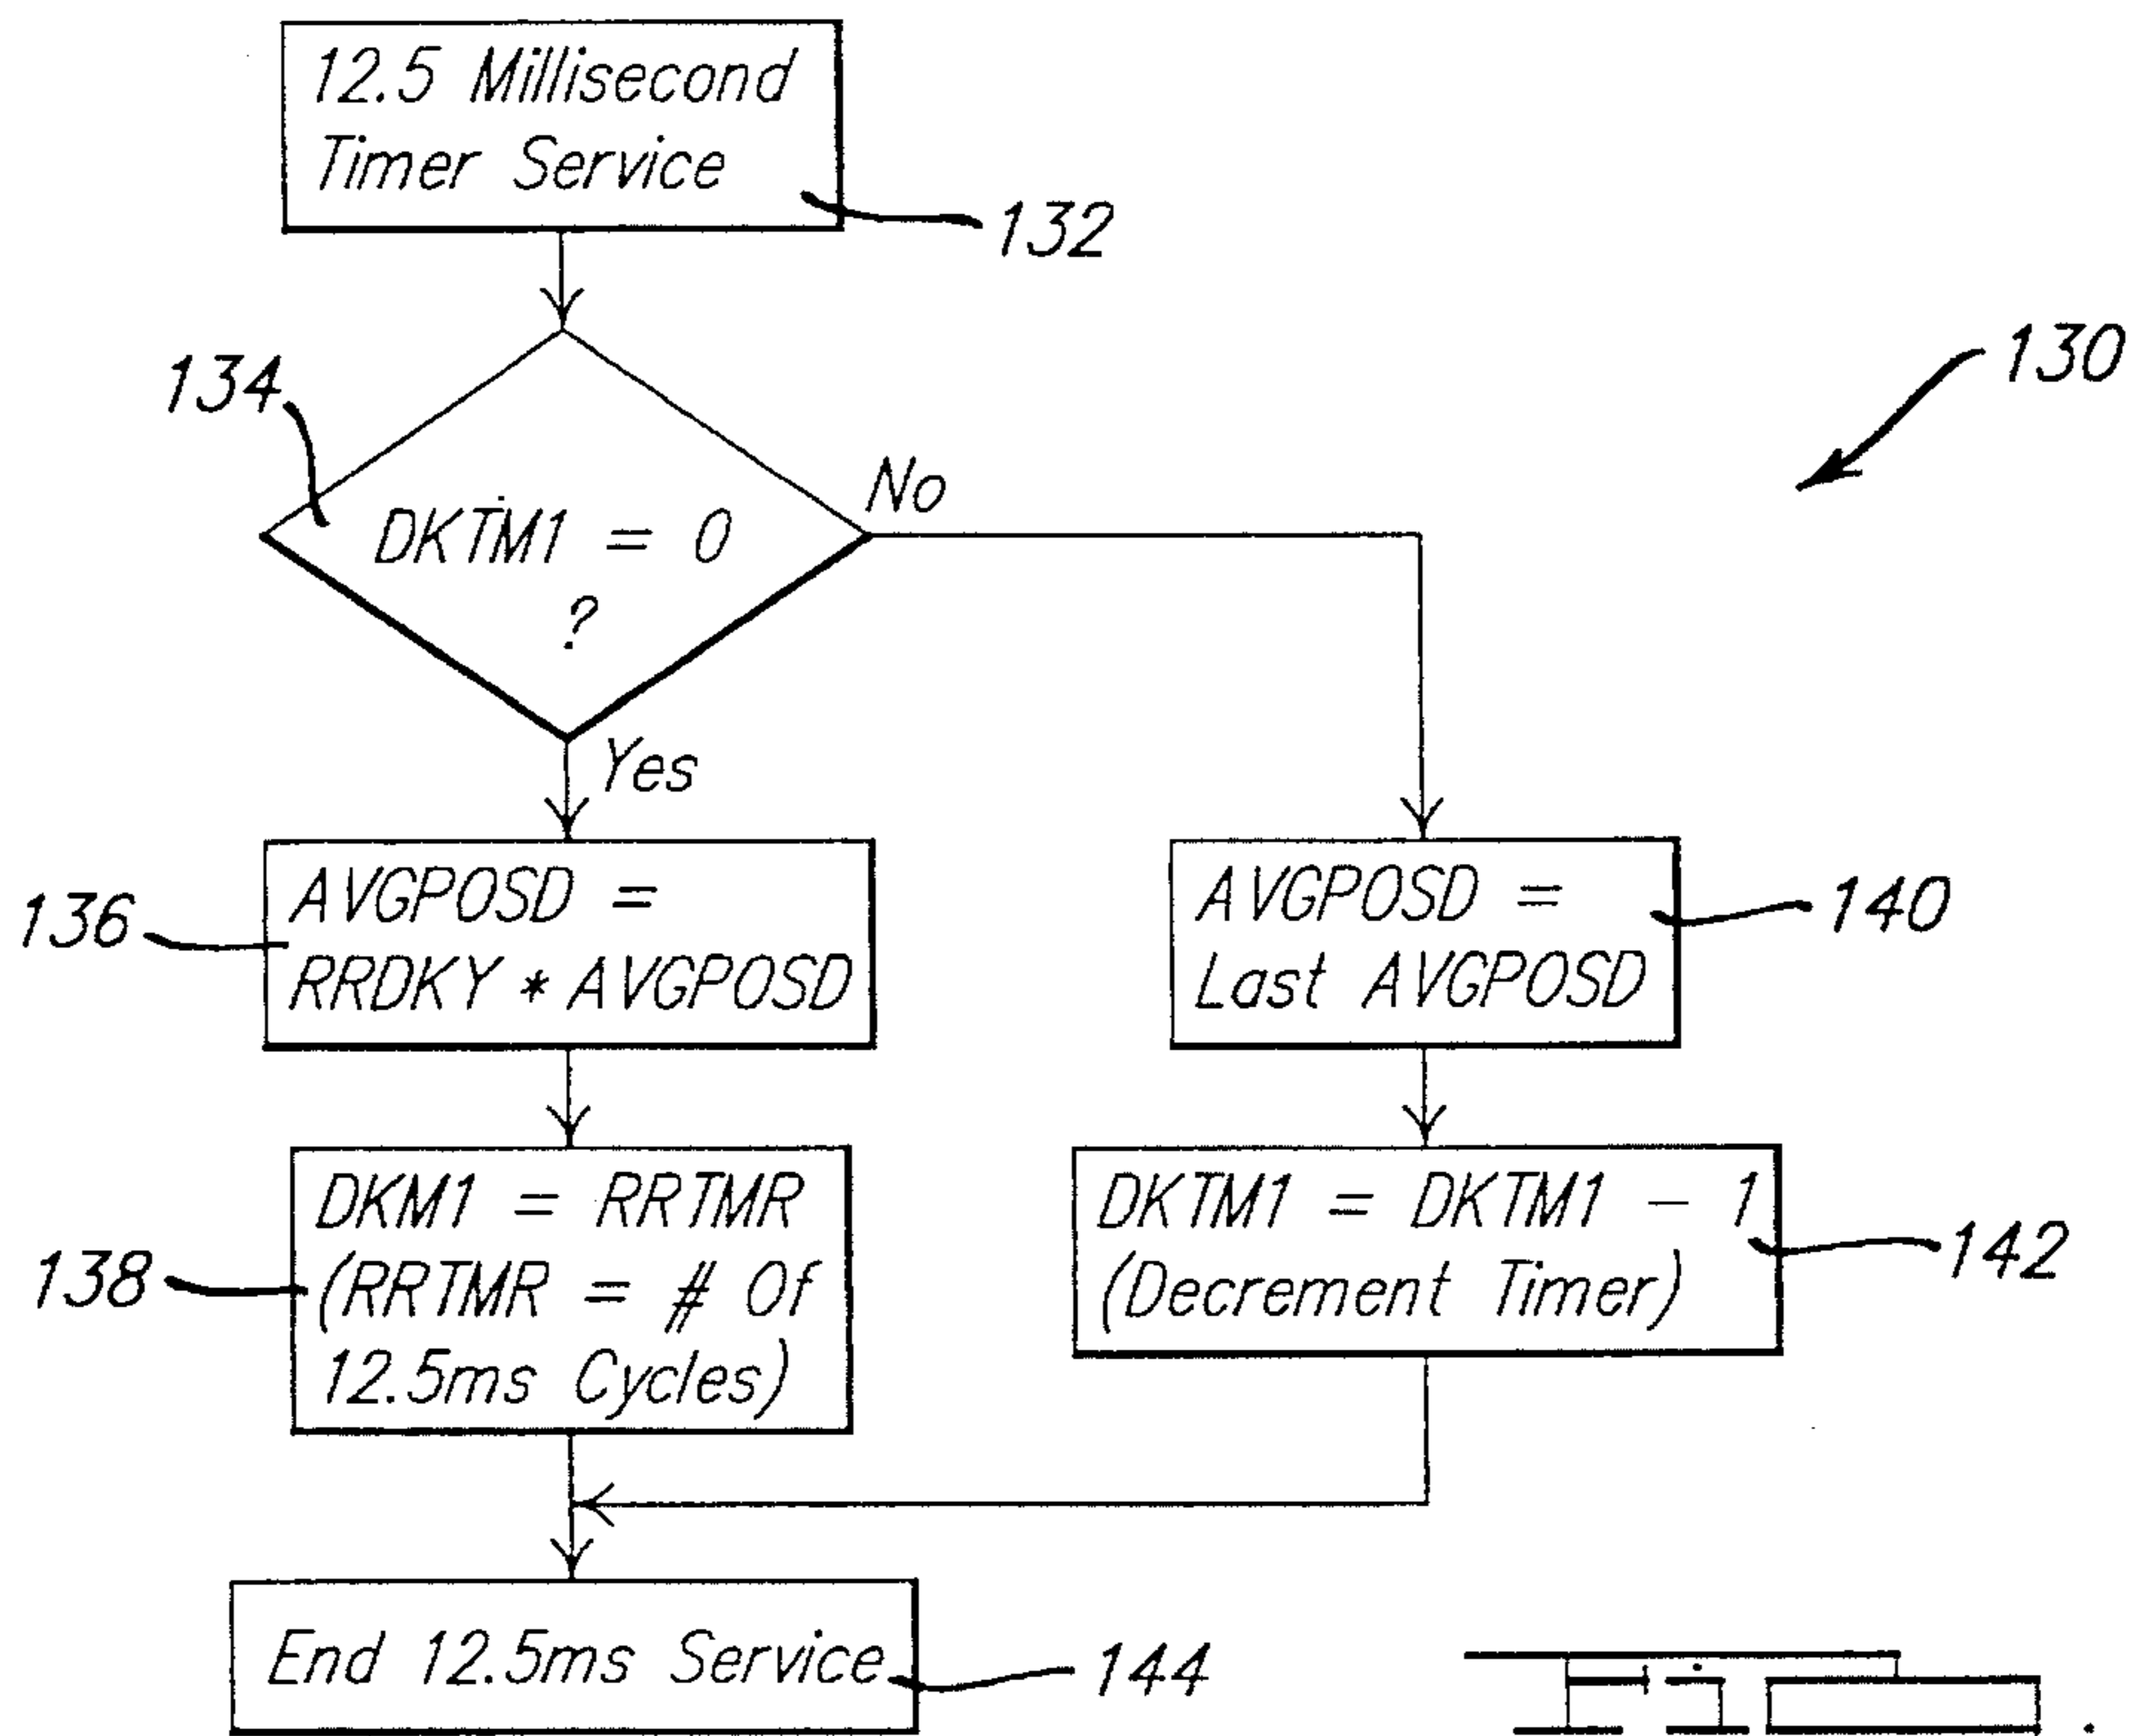 12.5 Millisecond
Timer Service
132
130
134
No
DKTM1 = 0
?
Yes
AVGPOSD =
RRDKY * AVGPOSD
136
AVGPOSD =
Last AVGPOSD
140
DKM1 = RRTMR
(RRTMR = # Of
12.5ms Cycles)
138
DKTM1 = DKTM1 - 1
(Decrement Timer)
142
End 12.5ms Service
144